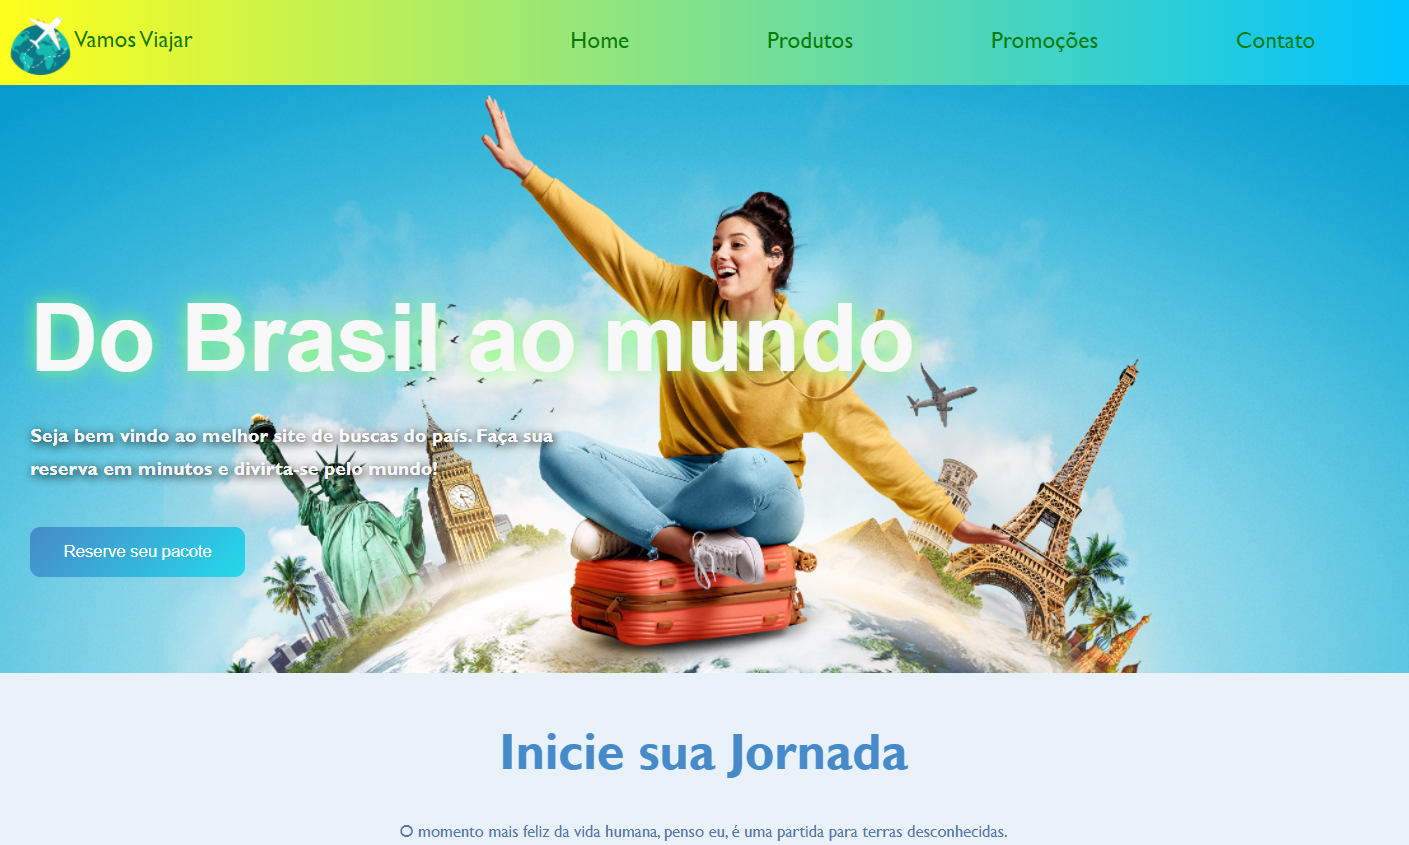 Vamos Viajar
Home
Produtos
Promoções
Contato
Do Brasil ao mundo
Seja bem vindo ao melhor site de buscas do país. Faça sua
reserva em minutos e divirta-se pelo mundo!
Reserve seu pacote
Inicie sua Jornada
O momento mais feliz da vida humana, penso eu, é uma partida para terras desconhecidas.